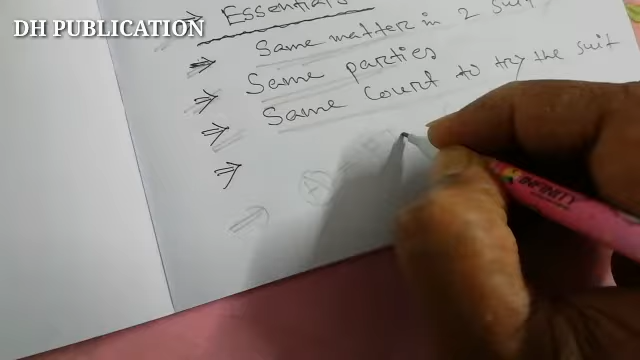 DH PUBLICATION
⇒ Essentials
⇒ Same matter in 2 suit
⇒ Same parties
⇒ Same Court to try the suit
⇒
INFINITY